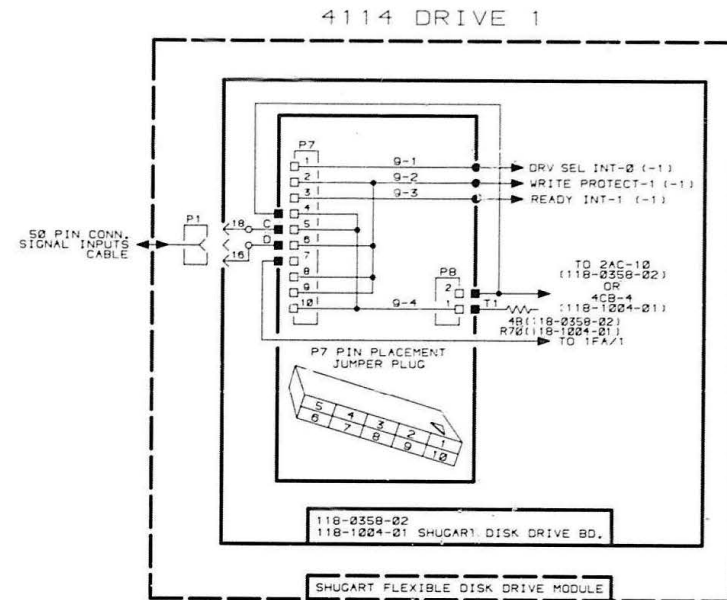 4114 DRIVE 1
P7
1
2
3
4
5
6
7
8
9
10
9-1
9-2
9-3
DRV SEL INT-0 (-1)
WRITE PROTECT-1 (-1)
READY INT-1 (-1)
50 PIN CONN.
SIGNAL INPUTS
CABLE
P1
18
C
D
16
P8
2
1
9-4
T1
TO 2AC-10
(118-0358-02)
OR
4CB-4
(118-1004-01)
4B(118-0358-02)
R70(118-1004-01)
TO 1FA/1
P7 PIN PLACEMENT
JUMPER PLUG
5 4 3 2 1
6 7 8 9 10
118-0358-02
118-1004-01 SHUGART DISK DRIVE BD.
SHUGART FLEXIBLE DISK DRIVE MODULE